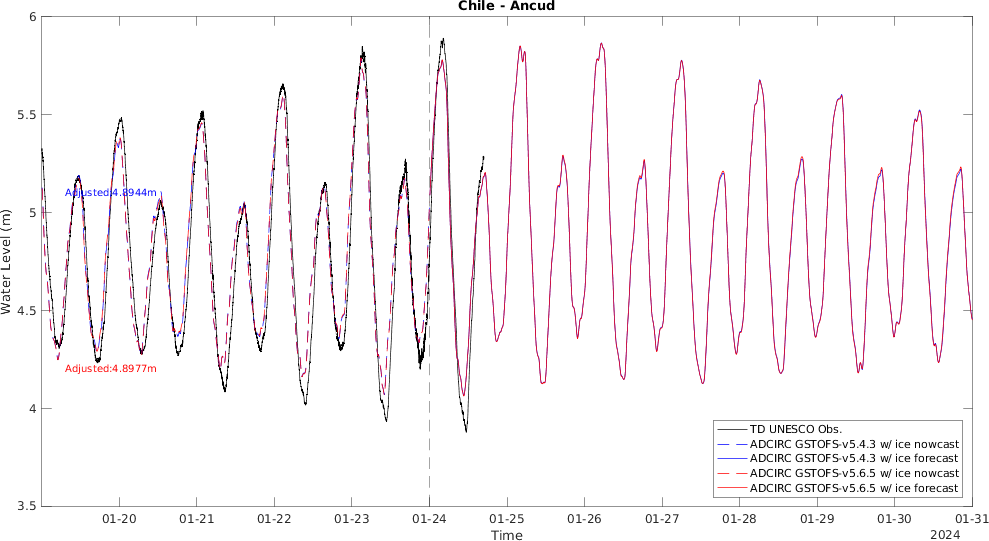 Chile - Ancud
6
5.5
5
4.5
4
3.5
Water Level (m)
Adjusted:4.8944m
Adjusted:4.8977m
TD UNESCO Obs.
ADCIRC GSTOFS-v5.4.3 w/ ice nowcast
ADCIRC GSTOFS-v5.4.3 w/ ice forecast
ADCIRC GSTOFS-v5.6.5 w/ ice nowcast
ADCIRC GSTOFS-v5.6.5 w/ ice forecast
01-20 01-21 01-22 01-23 01-24 01-25 01-26 01-27 01-28 01-29 01-30 01-31
Time
2024